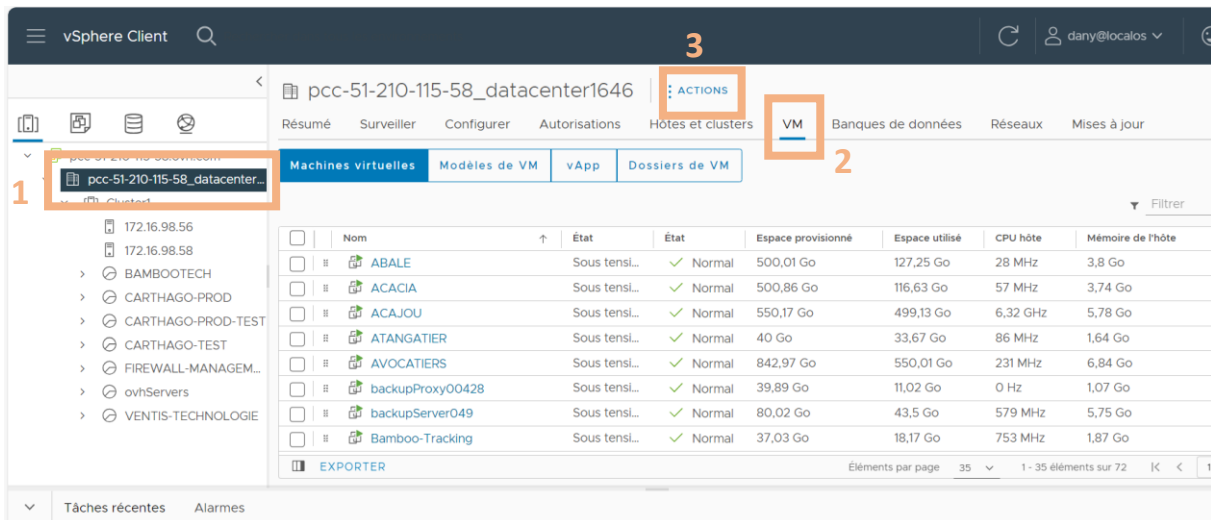 vSphere Client
dany@localos
3
pcc-51-210-115-58_datacenter1646
ACTIONS
Résumé Surveiller Configurer Autorisations Hôtes et clusters VM Banques de données Réseaux Mises à jour
2
Machines virtuelles Modèles de VM vApp Dossiers de VM
Filtrer
pcc-51-210-115-58.ovh.com
1
pcc-51-210-115-58_datacenter...
Cluster1
172.16.98.56
172.16.98.58
BAMBOOTECH
CARTHAGO-PROD
CARTHAGO-PROD-TEST
CARTHAGO-TEST
FIREWALL-MANAGEM...
ovhServers
VENTIS-TECHNOLOGIE
Nom État État Espace provisionné Espace utilisé CPU hôte Mémoire de l'hôte
ABALE Sous tensi... Normal 500,01 Go 127,25 Go 28 MHz 3,8 Go
ACACIA Sous tensi... Normal 500,86 Go 116,63 Go 57 MHz 3,74 Go
ACAJOU Sous tensi... Normal 550,17 Go 499,13 Go 6,32 GHz 5,78 Go
ATANGATIER Sous tensi... Normal 40 Go 33,67 Go 86 MHz 1,64 Go
AVOCATIERS Sous tensi... Normal 842,97 Go 550,01 Go 231 MHz 6,84 Go
backupProxy00428 Sous tensi... Normal 39,89 Go 11,02 Go 0 Hz 1,07 Go
backupServer049 Sous tensi... Normal 80,02 Go 43,5 Go 579 MHz 5,75 Go
Bamboo-Tracking Sous tensi... Normal 37,03 Go 18,17 Go 753 MHz 1,87 Go
EXPORTER
Éléments par page 35 1 - 35 éléments sur 72 1
Tâches récentes Alarmes